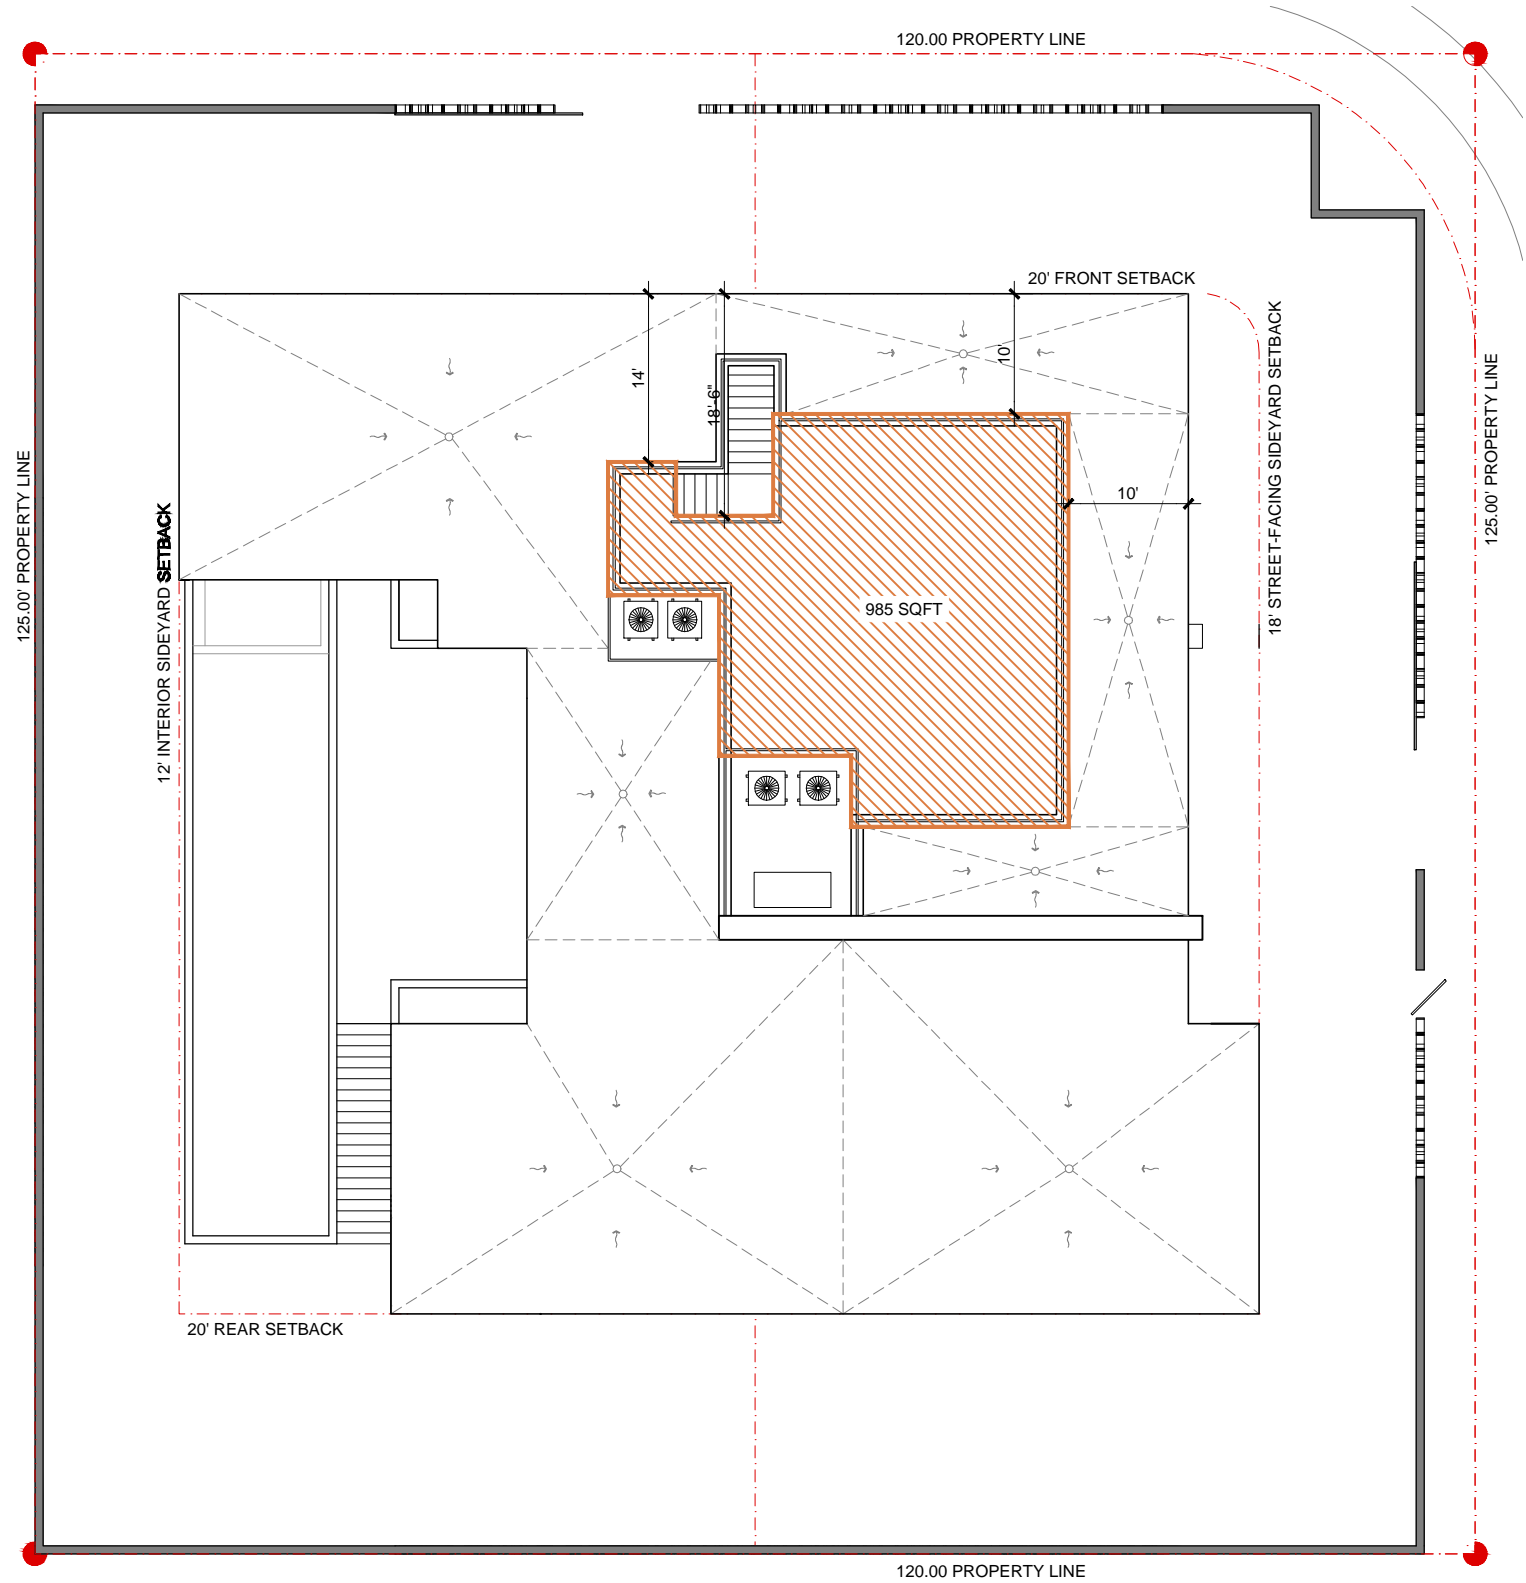 120.00 PROPERTY LINE
20' FRONT SETBACK
14'
18'-6"
10'
10'
18' STREET-FACING SIDEYARD SETBACK
125.00' PROPERTY LINE
125.00' PROPERTY LINE
12' INTERIOR SIDEYARD SETBACK
985 SQFT
20' REAR SETBACK
120.00 PROPERTY LINE